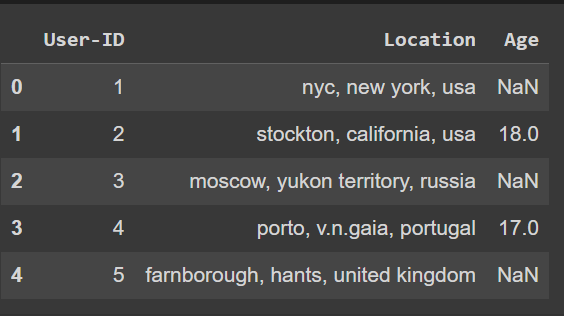 User-ID Location Age
0 1 nyc, new york, usa NaN
1 2 stockton, california, usa 18.0
2 3 moscow, yukon territory, russia NaN
3 4 porto, v.n.gaia, portugal 17.0
4 5 farnborough, hants, united kingdom NaN